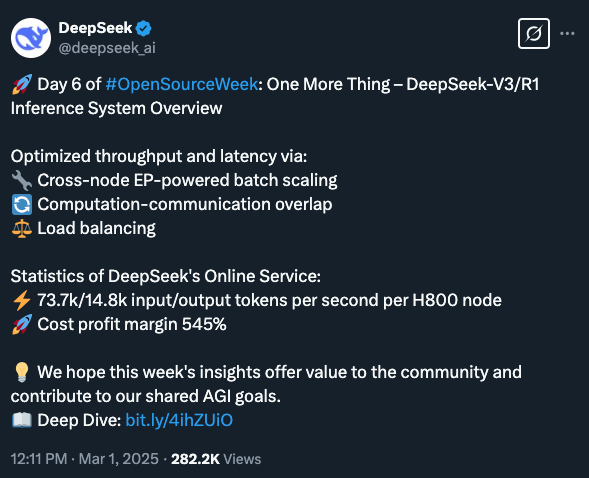 DeepSeek
@deepseek_ai
🚀 Day 6 of #OpenSourceWeek: One More Thing – DeepSeek-V3/R1
Inference System Overview
Optimized throughput and latency via:
🔧 Cross-node EP-powered batch scaling
🔄 Computation-communication overlap
⚖️ Load balancing
Statistics of DeepSeek's Online Service:
⚡ 73.7k/14.8k input/output tokens per second per H800 node
🚀 Cost profit margin 545%
💡 We hope this week's insights offer value to the community and
contribute to our shared AGI goals.
📖 Deep Dive: bit.ly/4ihZUiO
12:11 PM · Mar 1, 2025 · 282.2K Views